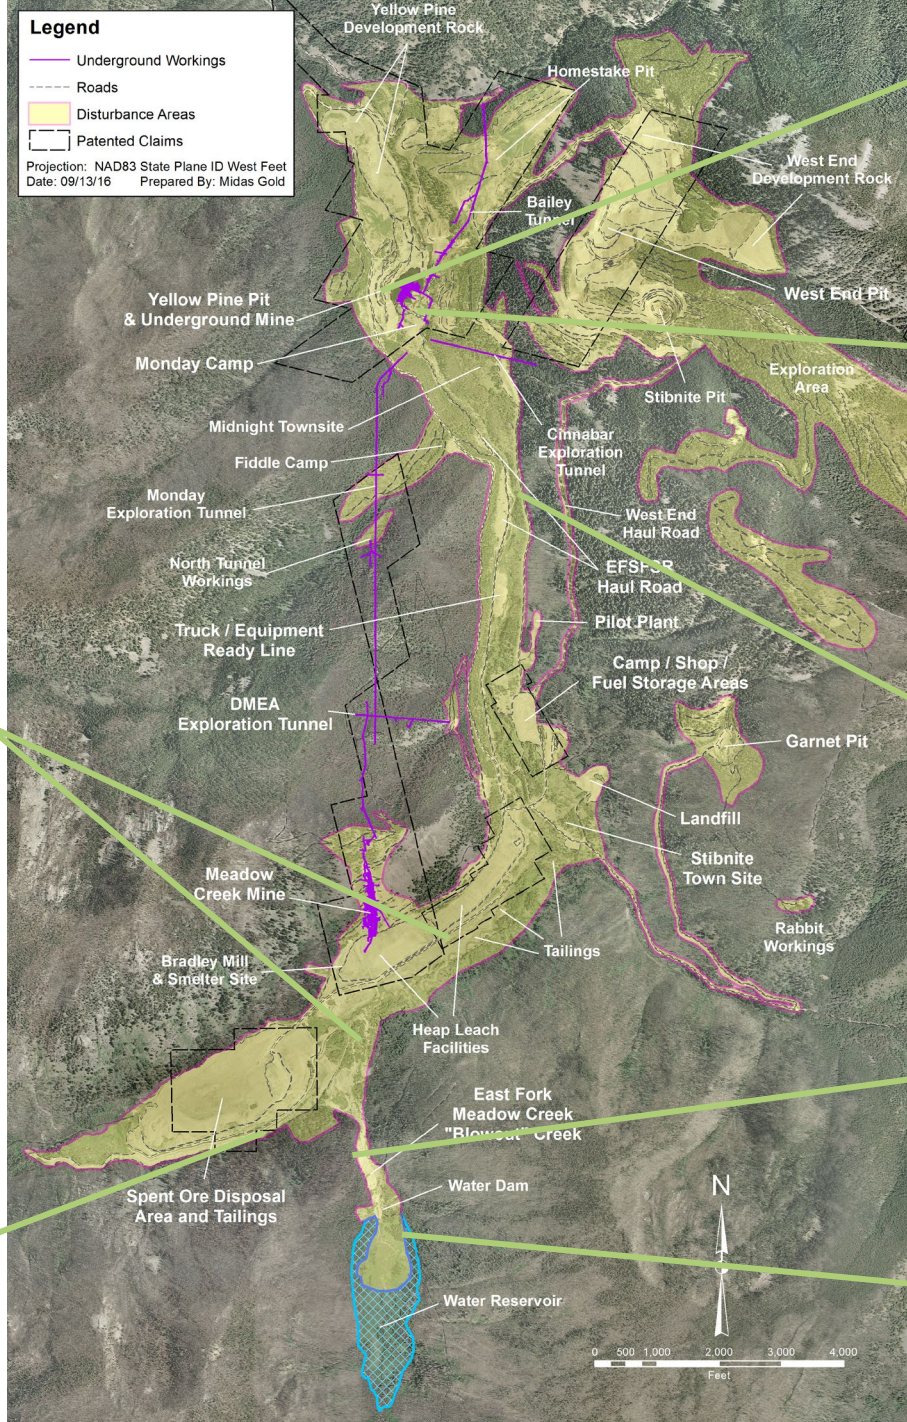 Legend
Underground Workings
Roads
Disturbance Areas
Patented Claims
Projection: NAD83 State Plane ID West Feet
Date: 09/13/16 Prepared By: Midas Gold
Yellow Pine
Development Rock
Homestake Pit
West End
Development Rock
Bailey
Tunnel
West End Pit
Yellow Pine Pit
& Underground Mine
Monday Camp
Exploration
Area
Stibnite Pit
Midnight Townsite
Cinnabar
Exploration
Tunnel
Fiddle Camp
Monday
Exploration Tunnel
West End
Haul Road
North Tunnel
Workings
EFSFSR
Haul Road
Truck / Equipment
Ready Line
Pilot Plant
Camp / Shop /
Fuel Storage Areas
DMEA
Exploration Tunnel
Garnet Pit
Landfill
Stibnite
Town Site
Meadow
Creek Mine
Rabbit
Workings
Tailings
Bradley Mill
& Smelter Site
Heap Leach
Facilities
East Fork
Meadow Creek
"Blowout" Creek
Water Dam
Spent Ore Disposal
Area and Tailings
N
Water Reservoir
0 500 1,000 2,000 3,000 4,000
Feet